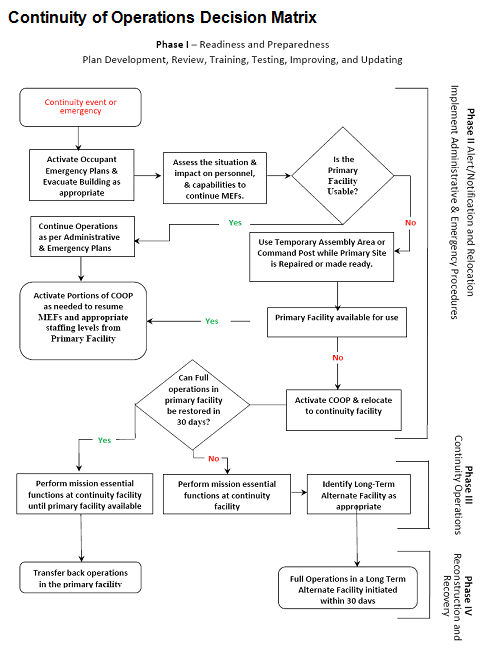 Continuity of Operations Decision Matrix
Phase I – Readiness and Preparedness
Plan Development, Review, Training, Testing, Improving, and Updating
Continuity event or
emergency
Activate Occupant
Emergency Plans &
Evacuate Building as
appropriate
Assess the situation &
impact on personnel,
& capabilities to
continue MEFs.
Is the
Primary
Facility
Usable?
Yes
No
Continue Operations
as per Administrative
& Emergency Plans
Use Temporary Assembly Area or
Command Post while Primary Site
is Repaired or made ready.
Activate Portions of COOP
as needed to resume
MEFs and appropriate
staffing levels from
Primary Facility
Yes
Primary Facility available for use
No
Can Full
operations in
primary facility
be restored in
30 days?
Activate COOP & relocate
to continuity facility
Yes
No
Perform mission essential
functions at continuity facility
until primary facility available
Perform mission essential
functions at continuity
facility
Identify Long-Term
Alternate Facility as
appropriate
Transfer back operations
in the primary facility
Full Operations in a Long Term
Alternate Facility initiated
within 30 days
Phase II Alert/Notification and Relocation
Implement Administrative & Emergency Procedures
Phase III
Continuity Operations
Phase IV
Reconstruction and
Recovery